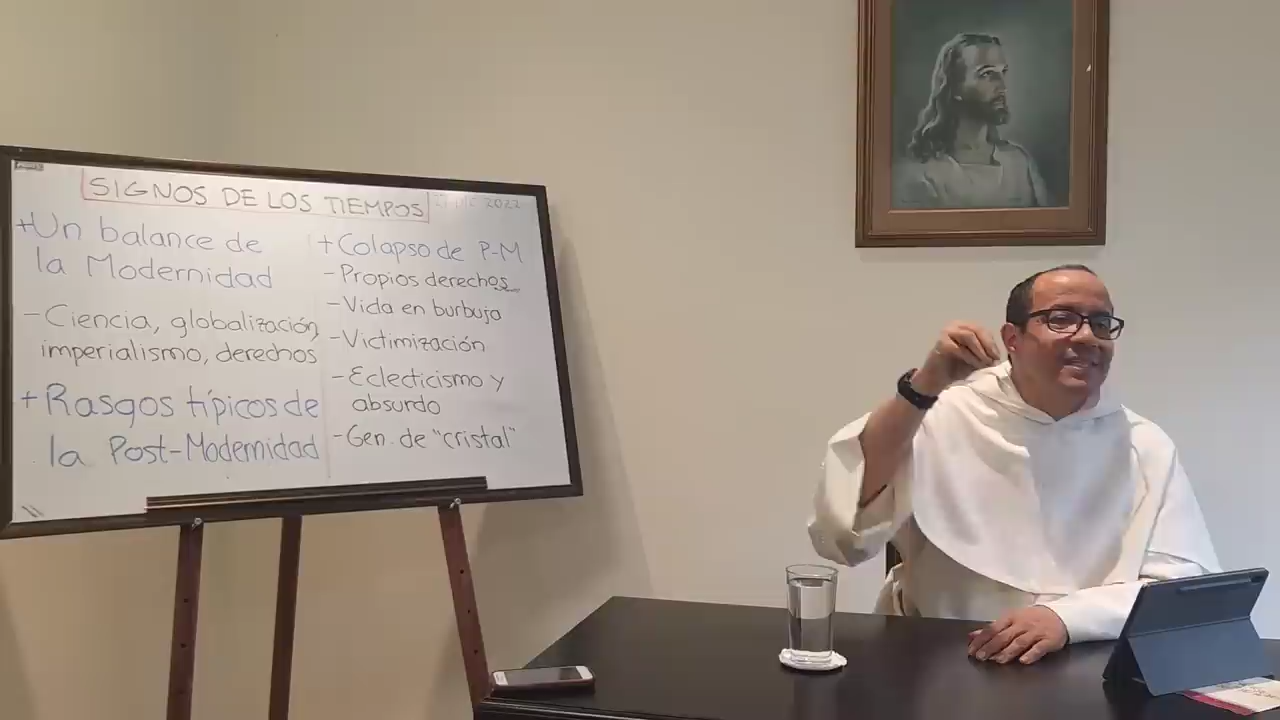 SIGNOS DE LOS TIEMPOS
2022
+Un balance de
la Modernidad
-Ciencia, globalización,
imperialismo, derechos
+Rasgos típicos de
la Post-Modernidad
+Colapso de P-M
-Propios derechos
-Vida en burbuja
-Victimización
-Eclecticismo y
absurdo
-Gen. de "cristal"